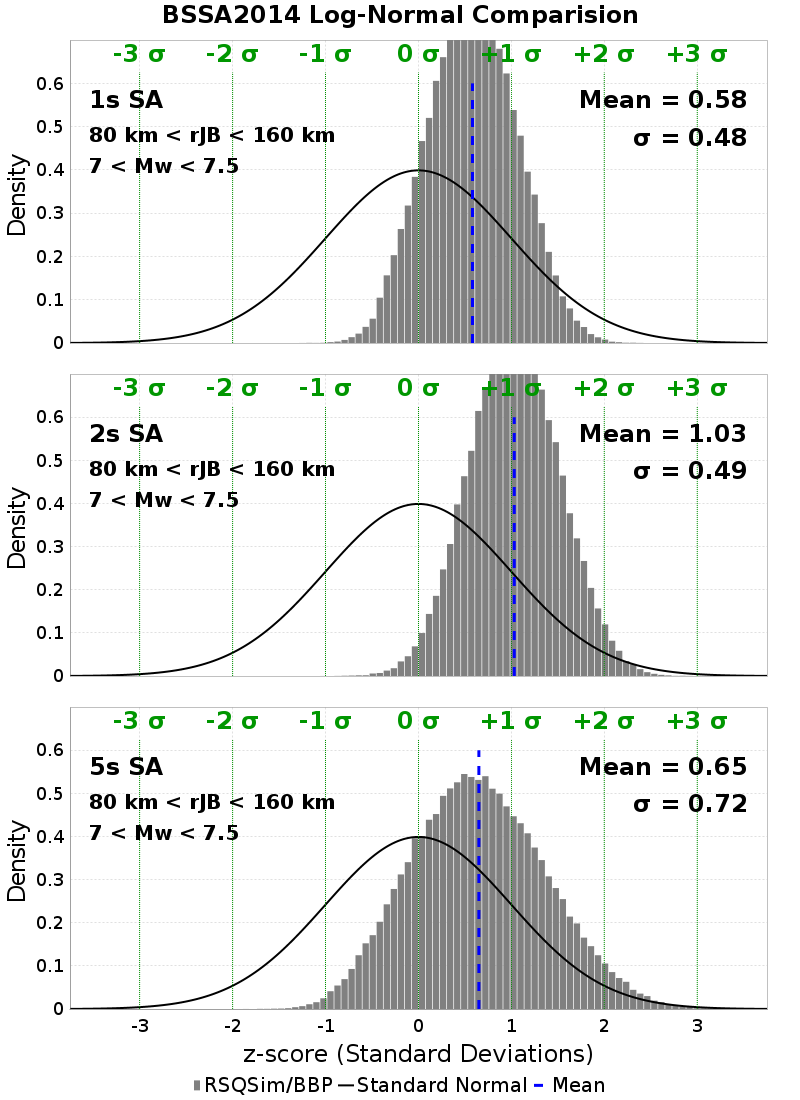 BSSA2014 Log-Normal Comparision
-3 σ -2 σ -1 σ 0 σ +1 σ +2 σ +3 σ
1s SA
80 km < rJB < 160 km
7 < Mw < 7.5
Mean = 0.58
σ = 0.48
Density
0.6
0.5
0.4
0.3
0.2
0.1
0
-3 σ -2 σ -1 σ 0 σ +1 σ +2 σ +3 σ
2s SA
80 km < rJB < 160 km
7 < Mw < 7.5
Mean = 1.03
σ = 0.49
Density
0.6
0.5
0.4
0.3
0.2
0.1
0
-3 σ -2 σ -1 σ 0 σ +1 σ +2 σ +3 σ
5s SA
80 km < rJB < 160 km
7 < Mw < 7.5
Mean = 0.65
σ = 0.72
Density
0.6
0.5
0.4
0.3
0.2
0.1
0
-3 -2 -1 0 1 2 3
z-score (Standard Deviations)
RSQSim/BBP Standard Normal Mean